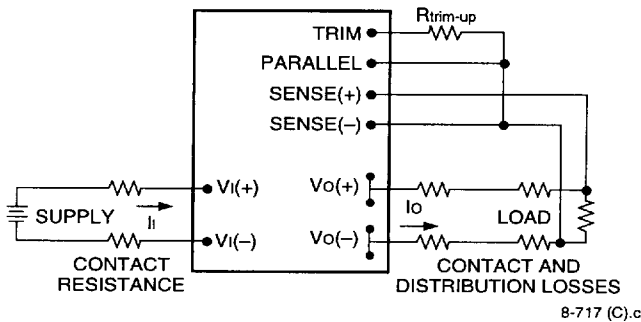 TRIM
Rtrim-up
PARALLEL
SENSE(+)
SENSE(–)
VI(+)
VO(+)
SUPPLY
II
IO
LOAD
VI(–)
VO(–)
CONTACT
RESISTANCE
CONTACT AND
DISTRIBUTION LOSSES
8-717 (C).c